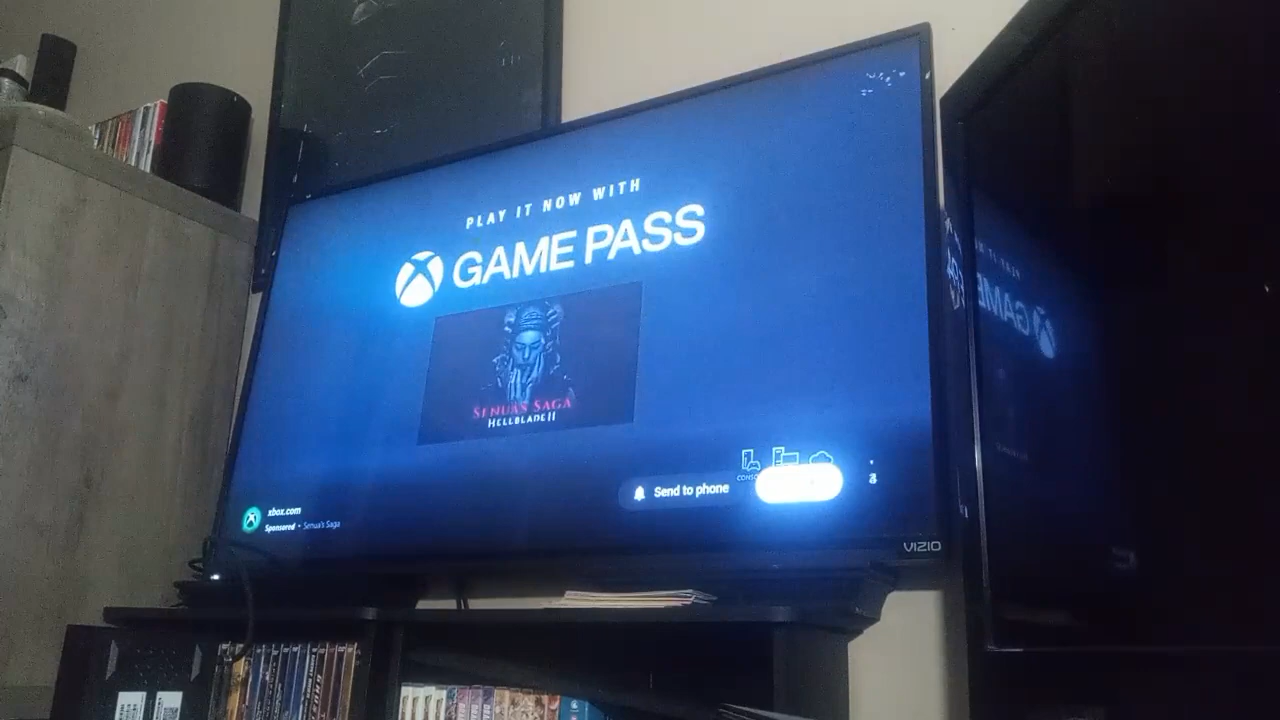 PLAY IT NOW WITH
GAME PASS
SENUA'S SAGA
HELLBLADE II
Send to phone
xbox.com
Sponsored • Senua's Saga
VIZIO